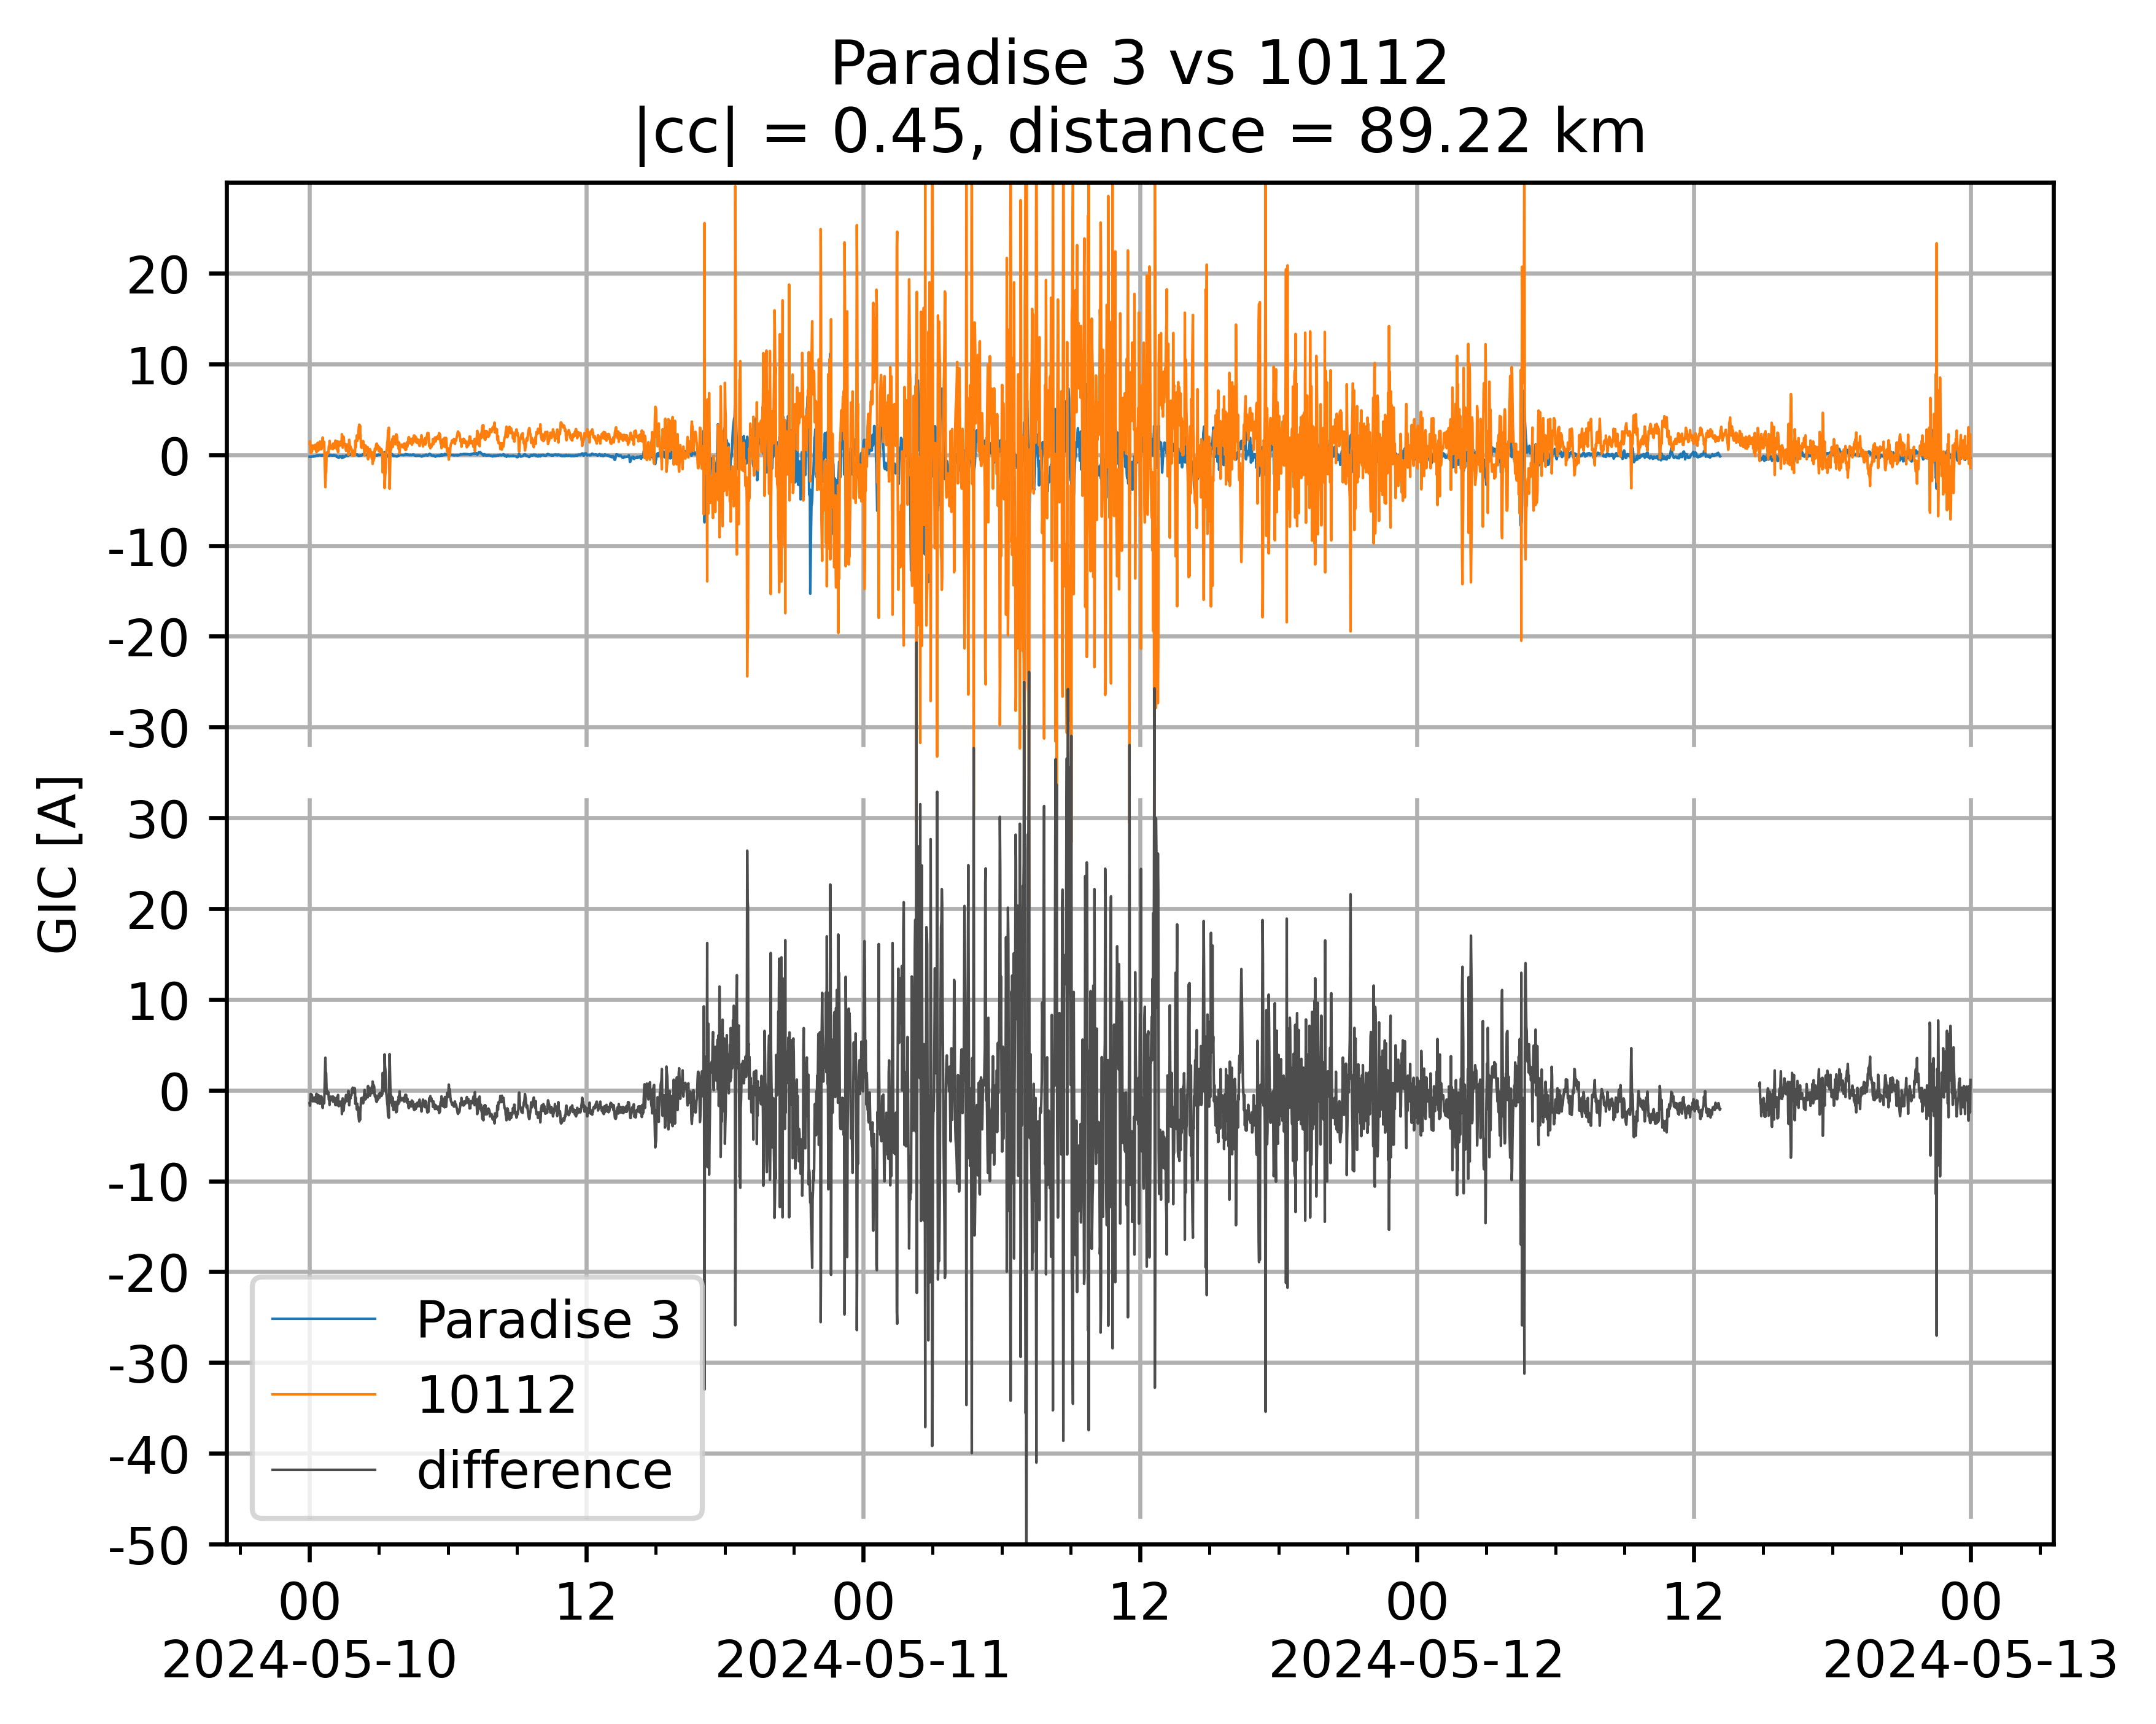 Paradise 3 vs 10112
|cc| = 0.45, distance = 89.22 km
GIC [A]
20
10
0
-10
-20
-30
30
20
10
0
-10
-20
-30
-40
-50
Paradise 3
10112
difference
00 12 00 12 00 12 00
2024-05-10 2024-05-11 2024-05-12 2024-05-13